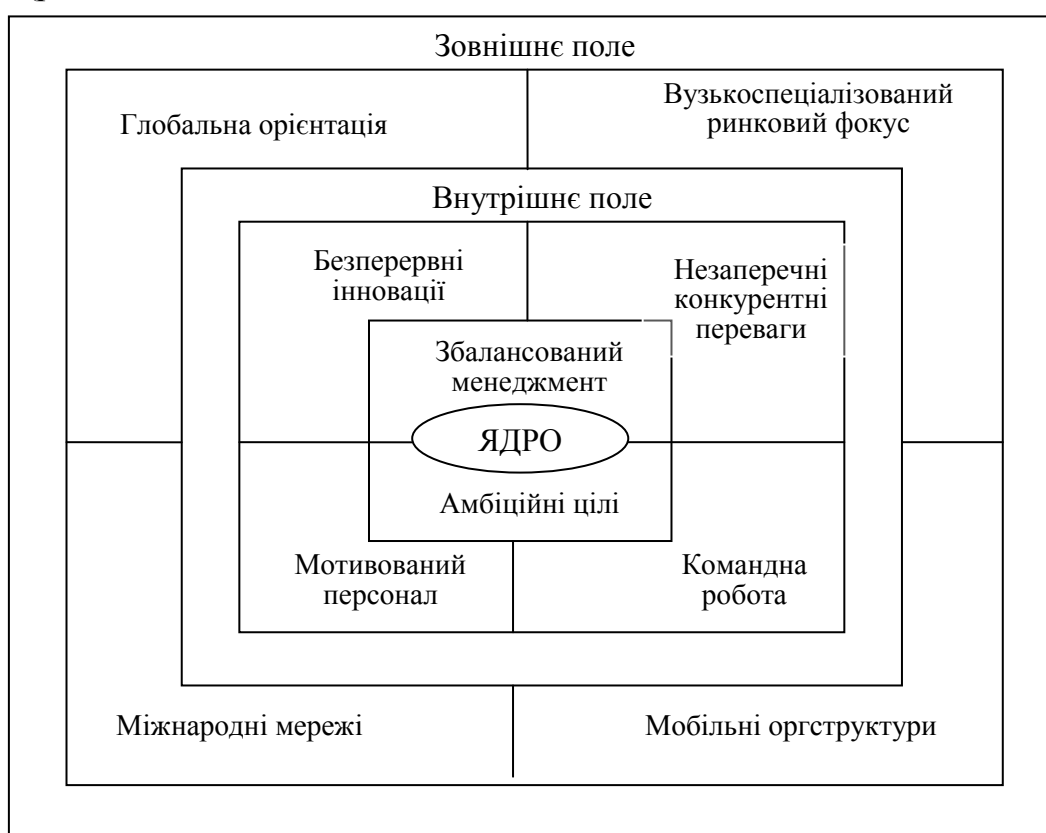 Зовнішнє поле
Глобальна орієнтація
Вузькоспеціалізований
ринковий фокус
Внутрішнє поле
Безперервні
інновації
Незаперечні
конкурентні
переваги
Збалансований
менеджмент
ЯДРО
Амбіційні цілі
Мотивований
персонал
Командна
робота
Міжнародні мережі
Мобільні оргструктури